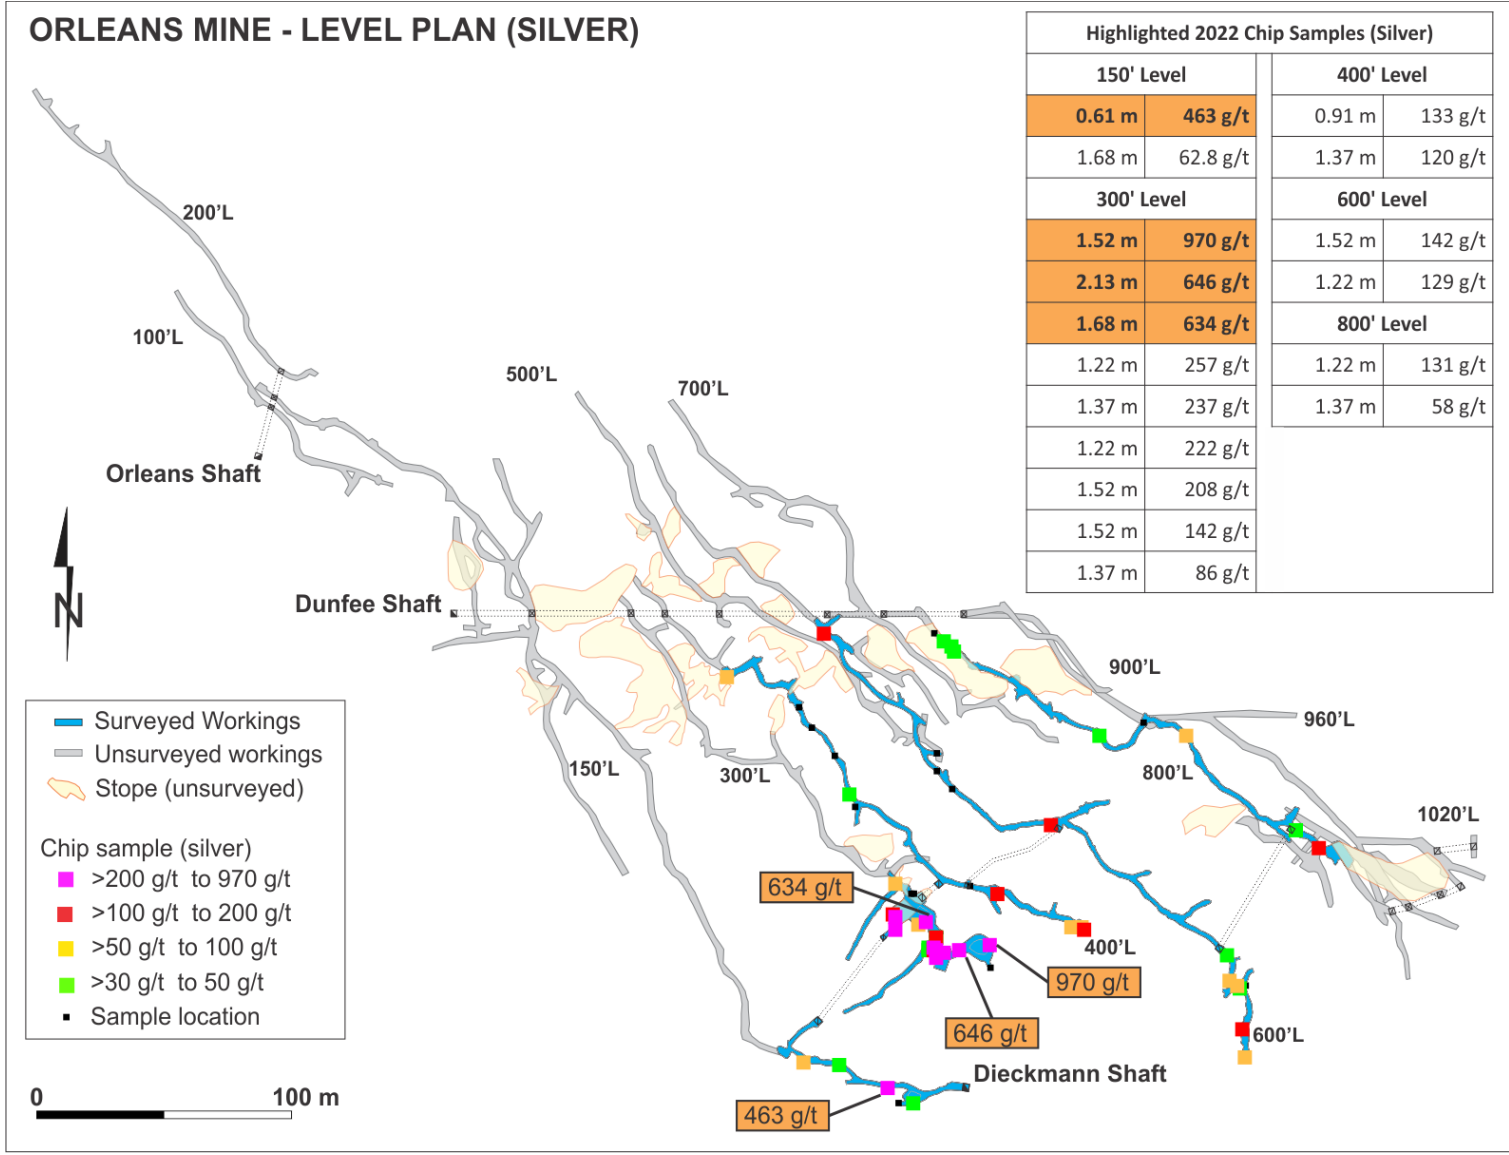 ORLEANS MINE - LEVEL PLAN (SILVER)
Highlighted 2022 Chip Samples (Silver)
150' Level
0.61 m 463 g/t
1.68 m 62.8 g/t
300' Level
1.52 m 970 g/t
2.13 m 646 g/t
1.68 m 634 g/t
1.22 m 257 g/t
1.37 m 237 g/t
1.22 m 222 g/t
1.52 m 208 g/t
1.52 m 142 g/t
1.37 m 86 g/t
400' Level
0.91 m 133 g/t
1.37 m 120 g/t
600' Level
1.52 m 142 g/t
1.22 m 129 g/t
800' Level
1.22 m 131 g/t
1.37 m 58 g/t
200'L
100'L
500'L
700'L
Orleans Shaft
N
Dunfee Shaft
900'L
960'L
150'L
300'L
800'L
1020'L
634 g/t
400'L
970 g/t
646 g/t
600'L
Dieckmann Shaft
463 g/t
Surveyed Workings
Unsurveyed workings
Stope (unsurveyed)
Chip sample (silver)
>200 g/t to 970 g/t
>100 g/t to 200 g/t
>50 g/t to 100 g/t
>30 g/t to 50 g/t
Sample location
0 100 m